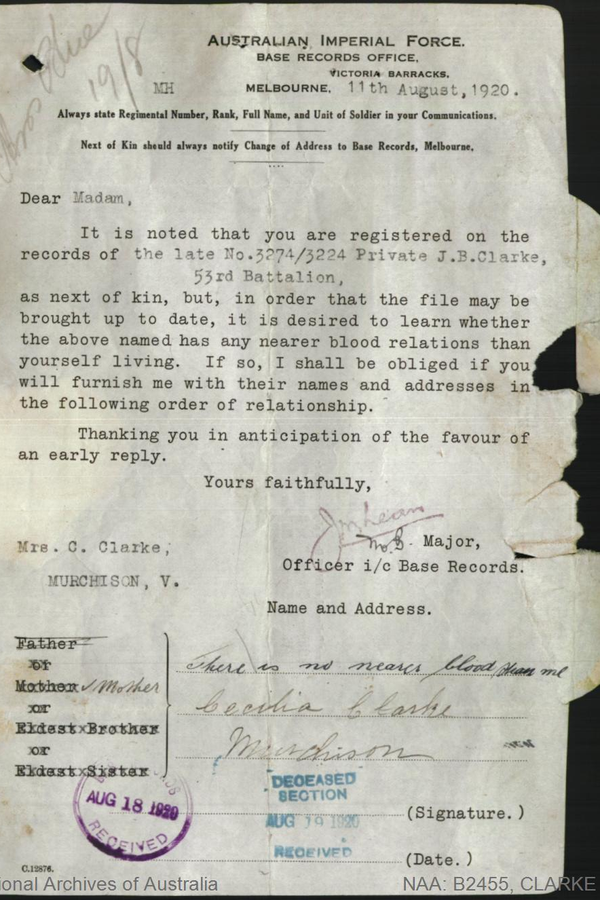 AUSTRALIAN IMPERIAL FORCE.
BASE RECORDS OFFICE,
VICTORIA BARRACKS.
MH MELBOURNE, 11th August, 1920.
19/8
Always state Regimental Number, Rank, Full Name, and Unit of Soldier in your Communications.
Next of Kin should always notify Change of Address to Base Records, Melbourne.
Dear Madam,
It is noted that you are registered on the
records of the late No.3274/3224 Private J.B.Clarke,
53rd Battalion,
as next of kin, but, in order that the file may be
brought up to date, it is desired to learn whether
the above named has any nearer blood relations than
yourself living. If so, I shall be obliged if you
will furnish me with their names and addresses in
the following order of relationship.
Thanking you in anticipation of the favour of
an early reply.
Yours faithfully,
JMLean
Major,
Mrs. C. Clarke,
Officer i/c Base Records.
MURCHISON, V.
Name and Address.
Father
or
Mother Mother
or
Eldest Brother
or
Eldest Sister
There is no nearer blood than me
Cecilia Clarke
Murchison
AUG 18 1920
RECEIVED
DECEASED
SECTION
AUG 19 1920
RECEIVED
(Signature.)
(Date.)
C.12876.
ional Archives of Australia
NAA: B2455, CLARKE